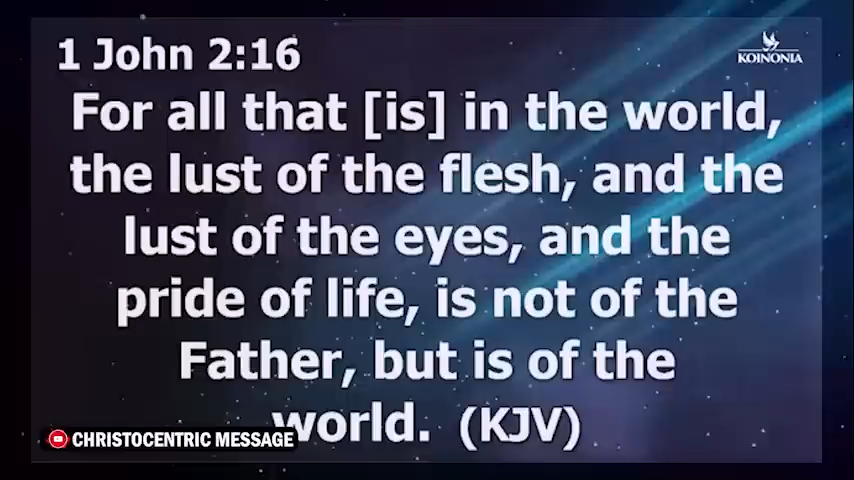 1 John 2:16
KOINONIA
For all that [is] in the world,
the lust of the flesh, and the
lust of the eyes, and the
pride of life, is not of the
Father, but is of the
world. (KJV)
CHRISTOCENTRIC MESSAGE